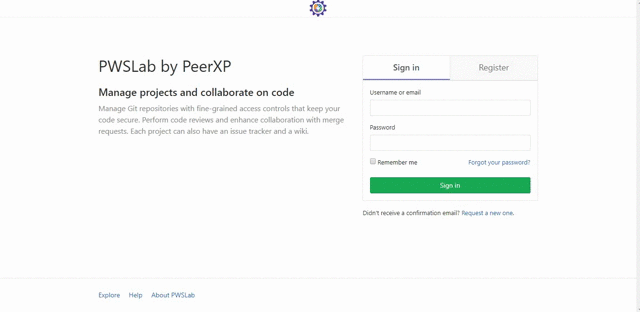 PWSLab by PeerXP
Manage projects and collaborate on code
Manage Git repositories with fine-grained access controls that keep your
code secure. Perform code reviews and enhance collaboration with merge
requests. Each project can also have an issue tracker and a wiki.
Sign in
Register
Username or email
Password
Remember me
Forgot your password?
Sign in
Didn't receive a confirmation email? Request a new one.
Explore
Help
About PWSLab